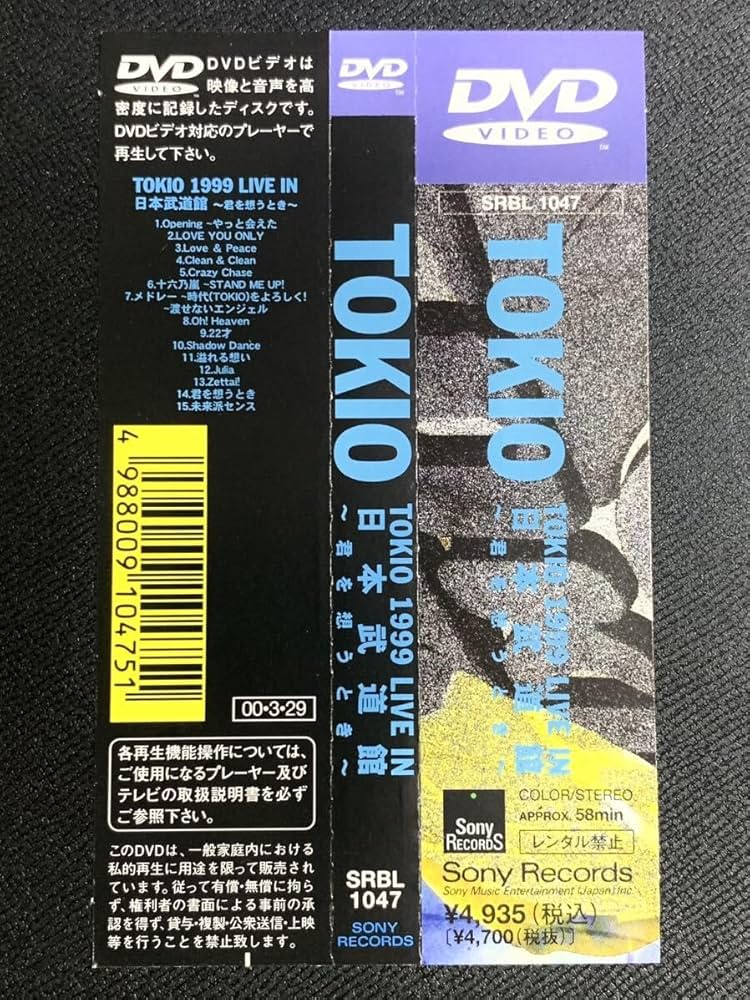 DVD
VIDEO
DVDビデオは
映像と音声を高
密度に記録したディスクです。
DVDビデオ対応のプレーヤーで
再生して下さい。
TOKIO 1999 LIVE IN
日本武道館 ~君を想うとき~
1.Opening ~やっと会えた
2.LOVE YOU ONLY
3.Love & Peace
4.Clean & Clean
5.Crazy Chase
6.十六乃嵐 ~STAND ME UP!
7.メドレー ~時代(TOKIO)をよろしく!
~渡せないエンジェル
8.Oh! Heaven
9.22才
10.Shadow Dance
11.溢れる想い
12.Julia
13.Zettai!
14.君を想うとき
15.未来派センス
4 988009 104751
00・3・29
各再生機能操作については、
ご使用になるプレーヤー及び
テレビの取扱説明書を必ず
ご参照下さい。
このDVDは、一般家庭内における
私的再生に用途を限って販売され
ています。従って有償・無償に拘ら
ず、権利者の書面による事前の承
認を得ず、貸与・複製・公衆送信・上映
等を行うことを禁止致します。
DVD
VIDEO
TM
TOKIO
TOKIO 1999 LIVE IN
日本武道館
~君を想うとき~
SRBL
1047
SONY
RECORDS
DVD
VIDEO
TM
SRBL 1047
TOKIO
TOKIO 1999 LIVE IN
日本武道館
~君を想うとき~
Sony
RECORDS
COLOR/STEREO
APPROX. 58min
レンタル禁止
Sony Records
Sony Music Entertainment (Japan) Inc.
¥4,935(税込)
[¥4,700(税抜)]